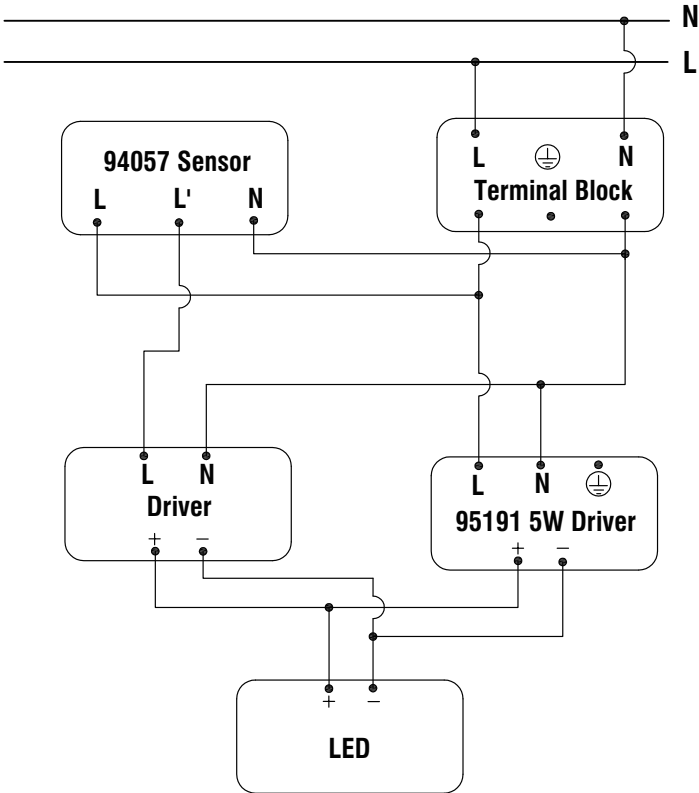 N
L
94057 Sensor
L L' N
L N
Terminal Block
L N
Driver
+ −
L N
95191 5W Driver
+ −
+ −
LED